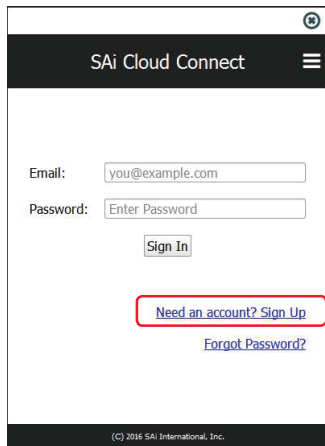 SAi Cloud Connect
Email: you@example.com
Password: Enter Password
Sign In
Need an account? Sign Up
Forgot Password?
(C) 2016 SAi International, Inc.